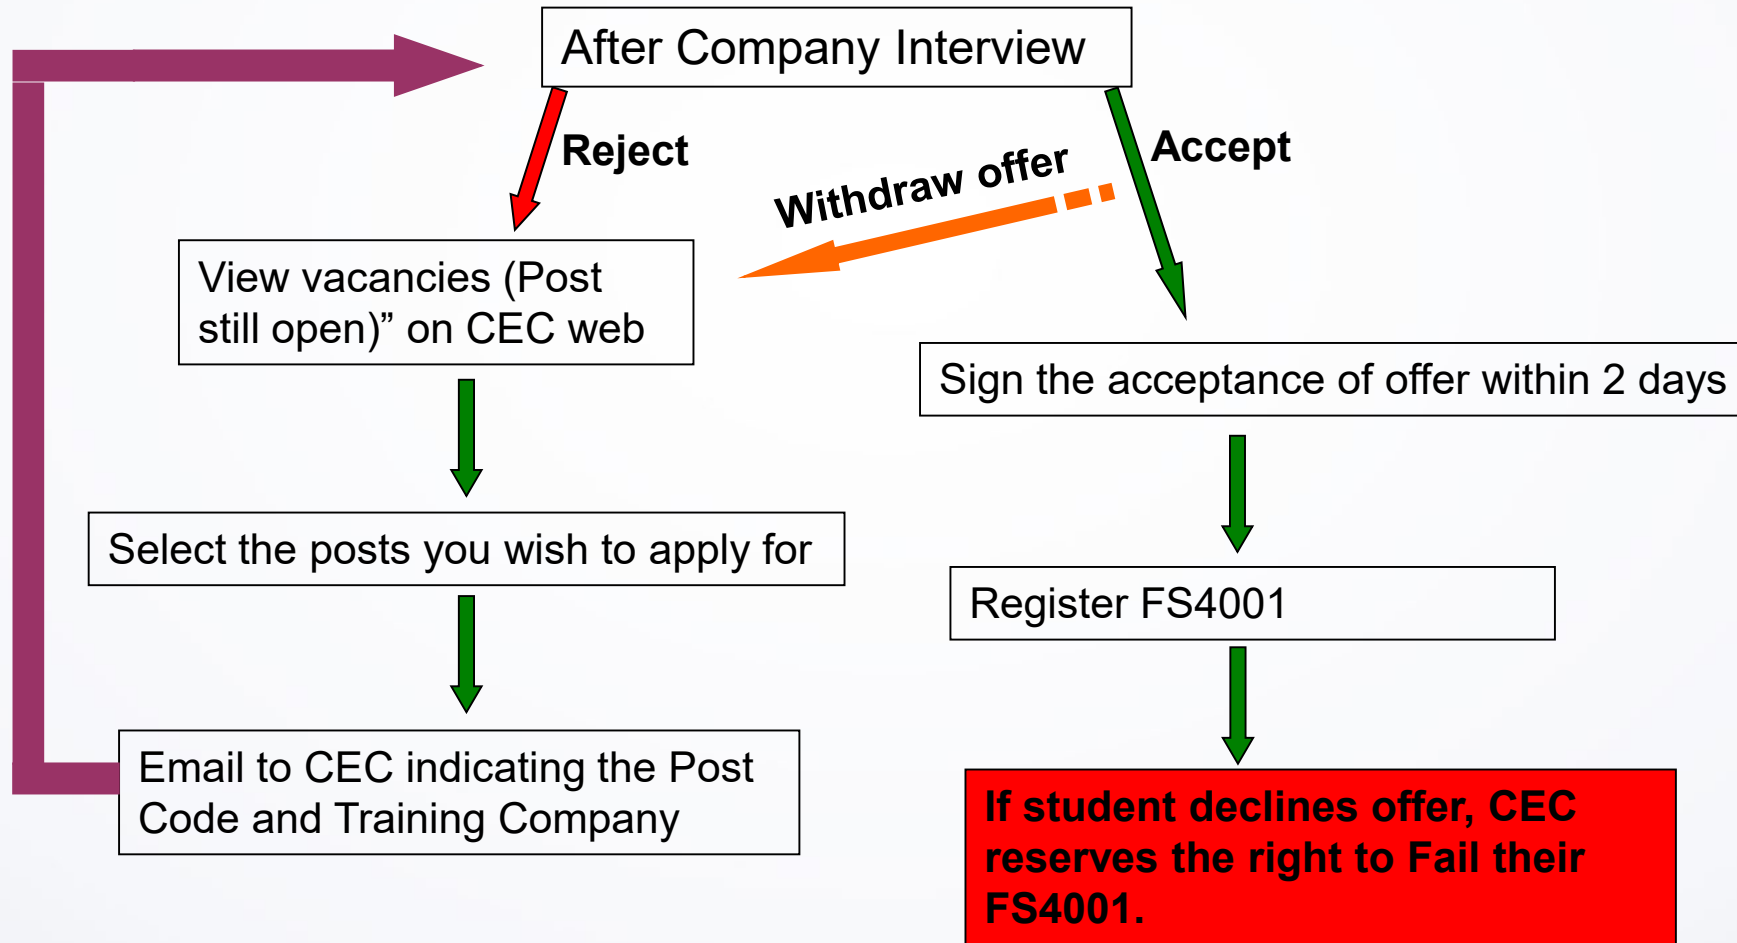 After Company Interview
Reject
Withdraw offer
Accept
View vacancies (Post
still open)” on CEC web
Sign the acceptance of offer within 2 days
Select the posts you wish to apply for
Register FS4001
Email to CEC indicating the Post
Code and Training Company
If student declines offer, CEC
reserves the right to Fail their
FS4001.